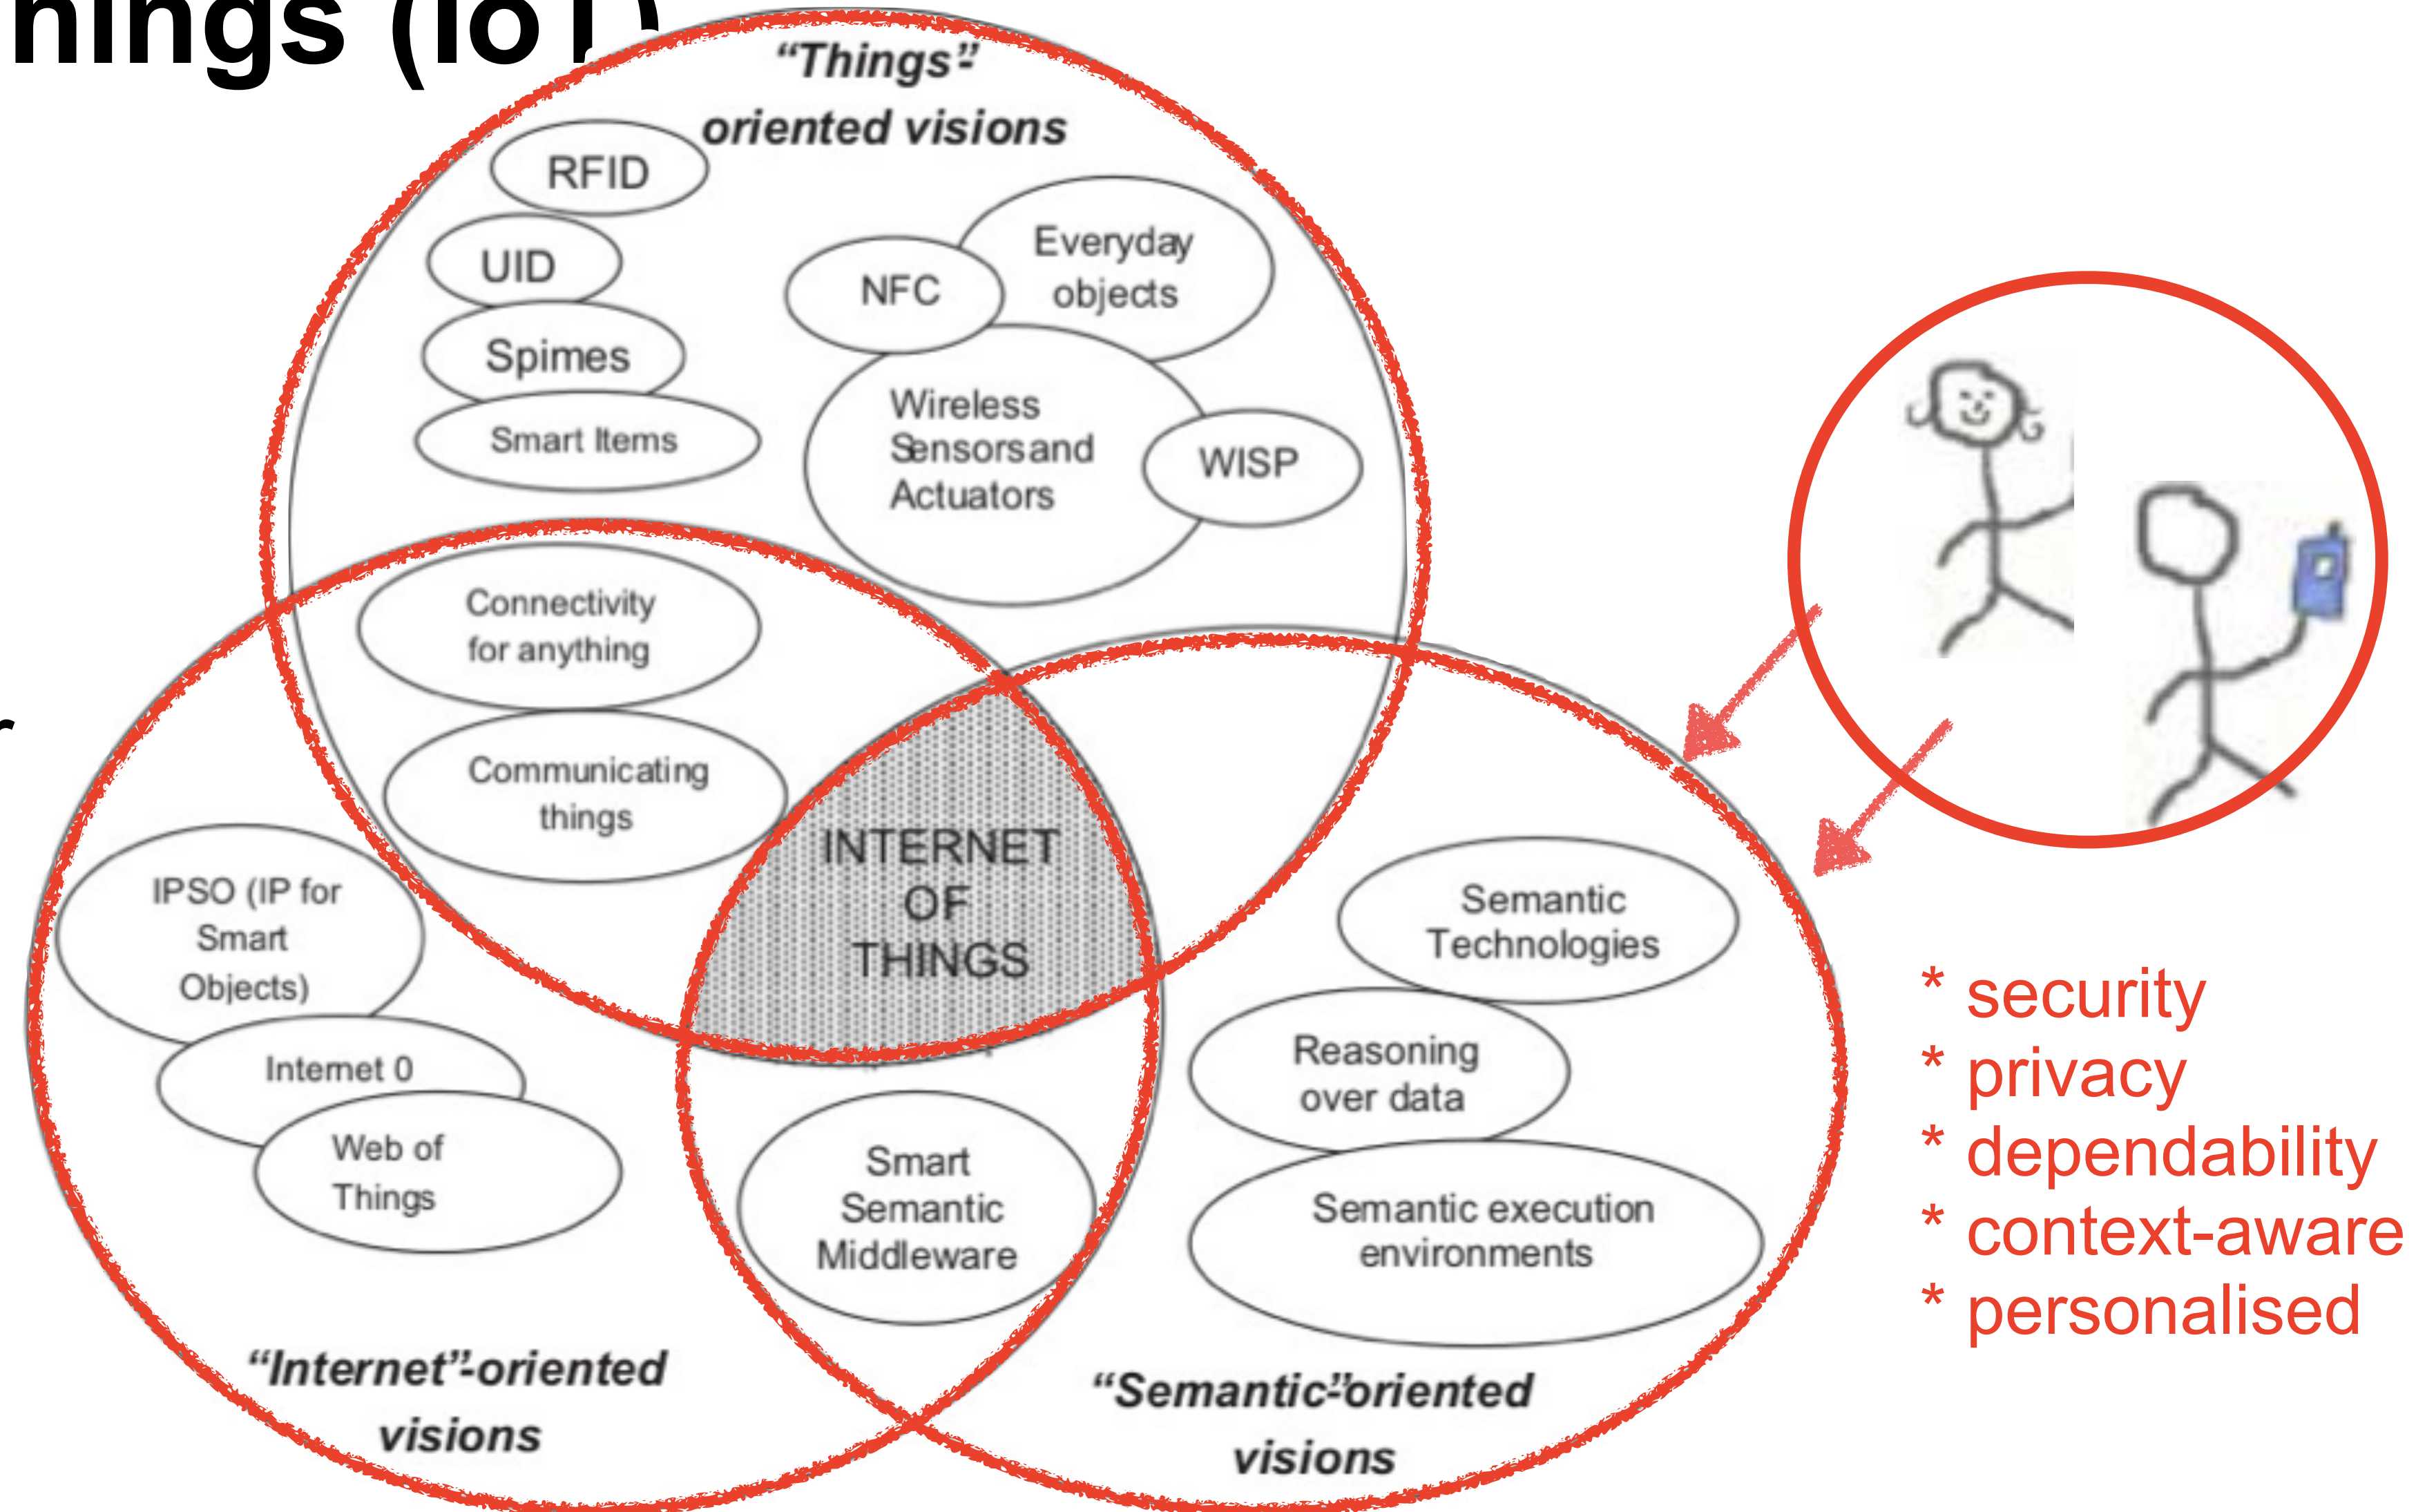 hings (IoT)
“Things”-
oriented visions
RFID
UID
Spimes
Smart Items
NFC
Everyday
objects
Wireless
Sensors and
Actuators
WISP
Connectivity
for anything
Communicating
things
INTERNET
OF
THINGS
IPSO (IP for
Smart
Objects)
Internet 0
Web of
Things
Smart
Semantic
Middleware
Semantic
Technologies
Reasoning
over data
Semantic execution
environments
“Internet”-oriented
visions
“Semantic”-oriented
visions
* security
* privacy
* dependability
* context-aware
* personalised